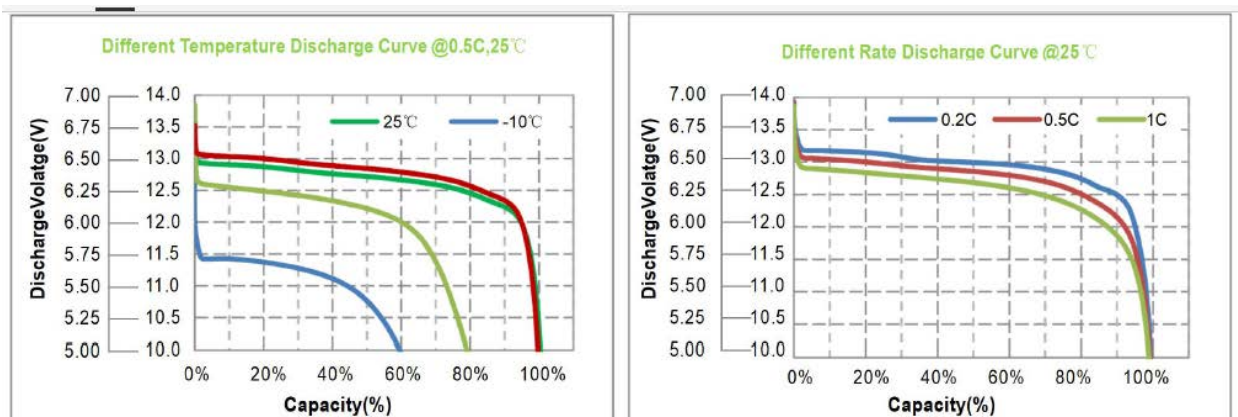 Different Temperature Discharge Curve @0.5C,25℃
7.00 14.0
6.75 13.5
6.50 13.0
6.25 12.5
6.00 12.0
5.75 11.5
5.50 11.0
5.25 10.5
5.00 10.0
DischargeVolatge(V)
25℃ -10℃
0% 20% 40% 60% 80% 100%
Capacity(%)
Different Rate Discharge Curve @25℃
7.00 14.0
6.75 13.5
6.50 13.0
6.25 12.5
6.00 12.0
5.75 11.5
5.50 11.0
5.25 10.5
5.00 10.0
DischargeVolatge(V)
0.2C 0.5C 1C
0% 20% 40% 60% 80% 100%
Capacity(%)